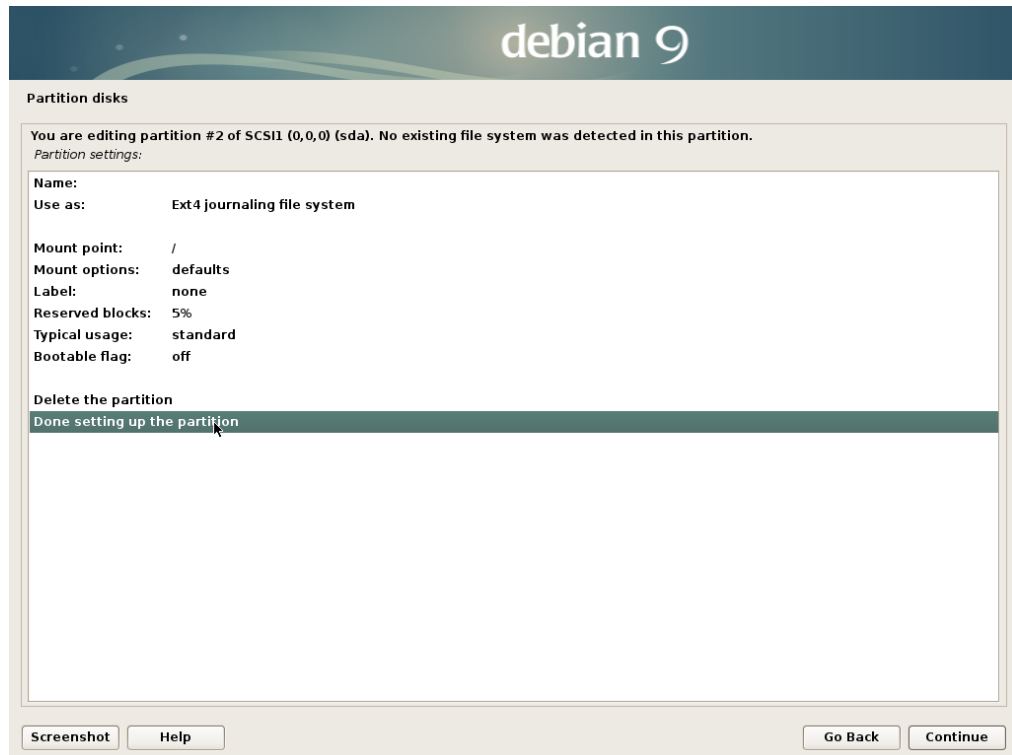 debian 9
Partition disks
You are editing partition #2 of SCSI1 (0,0,0) (sda). No existing file system was detected in this partition.
Partition settings:
Name:
Use as: Ext4 journaling file system
Mount point: /
Mount options: defaults
Label: none
Reserved blocks: 5%
Typical usage: standard
Bootable flag: off
Delete the partition
Done setting up the partition
Screenshot Help Go Back Continue